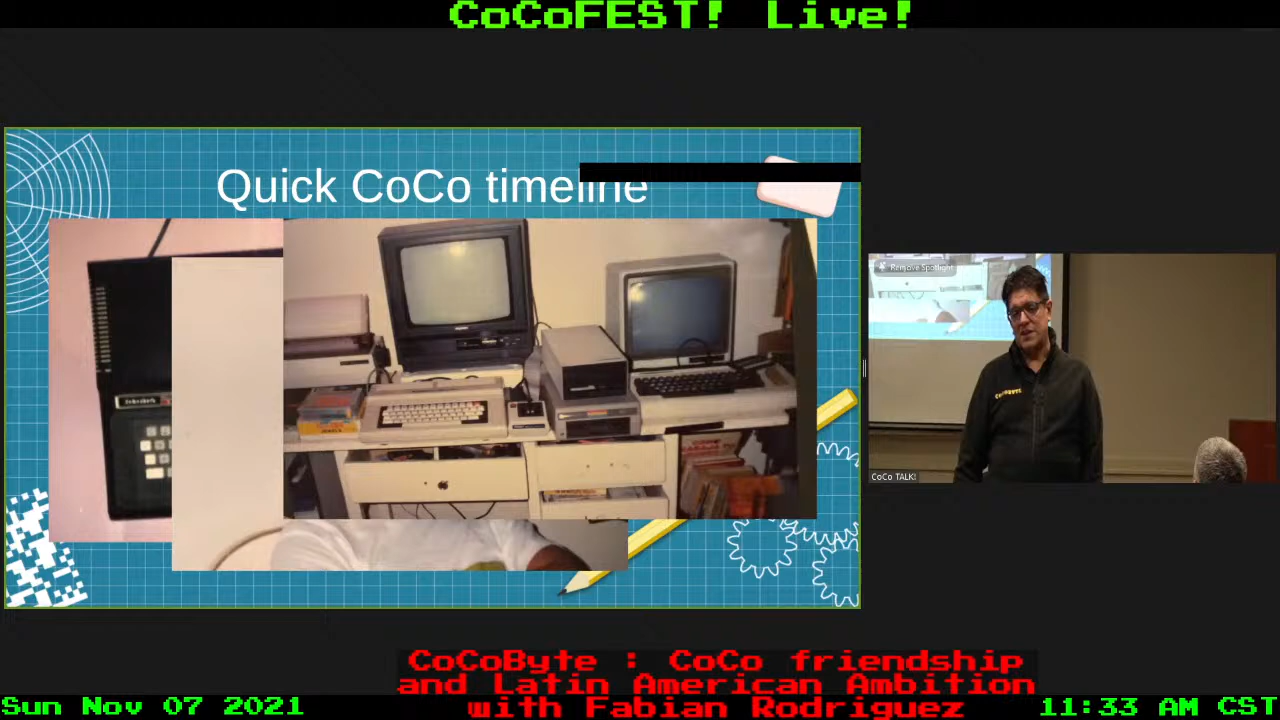 CoCoFEST! Live!
Quick CoCo timeline
Remove Spotlight
CoCoBYTE
CoCo TALK!
CoCoByte : CoCo friendship
and Latin American Ambition
with Fabian Rodriguez
Sun Nov 07 2021
11:33 AM CST